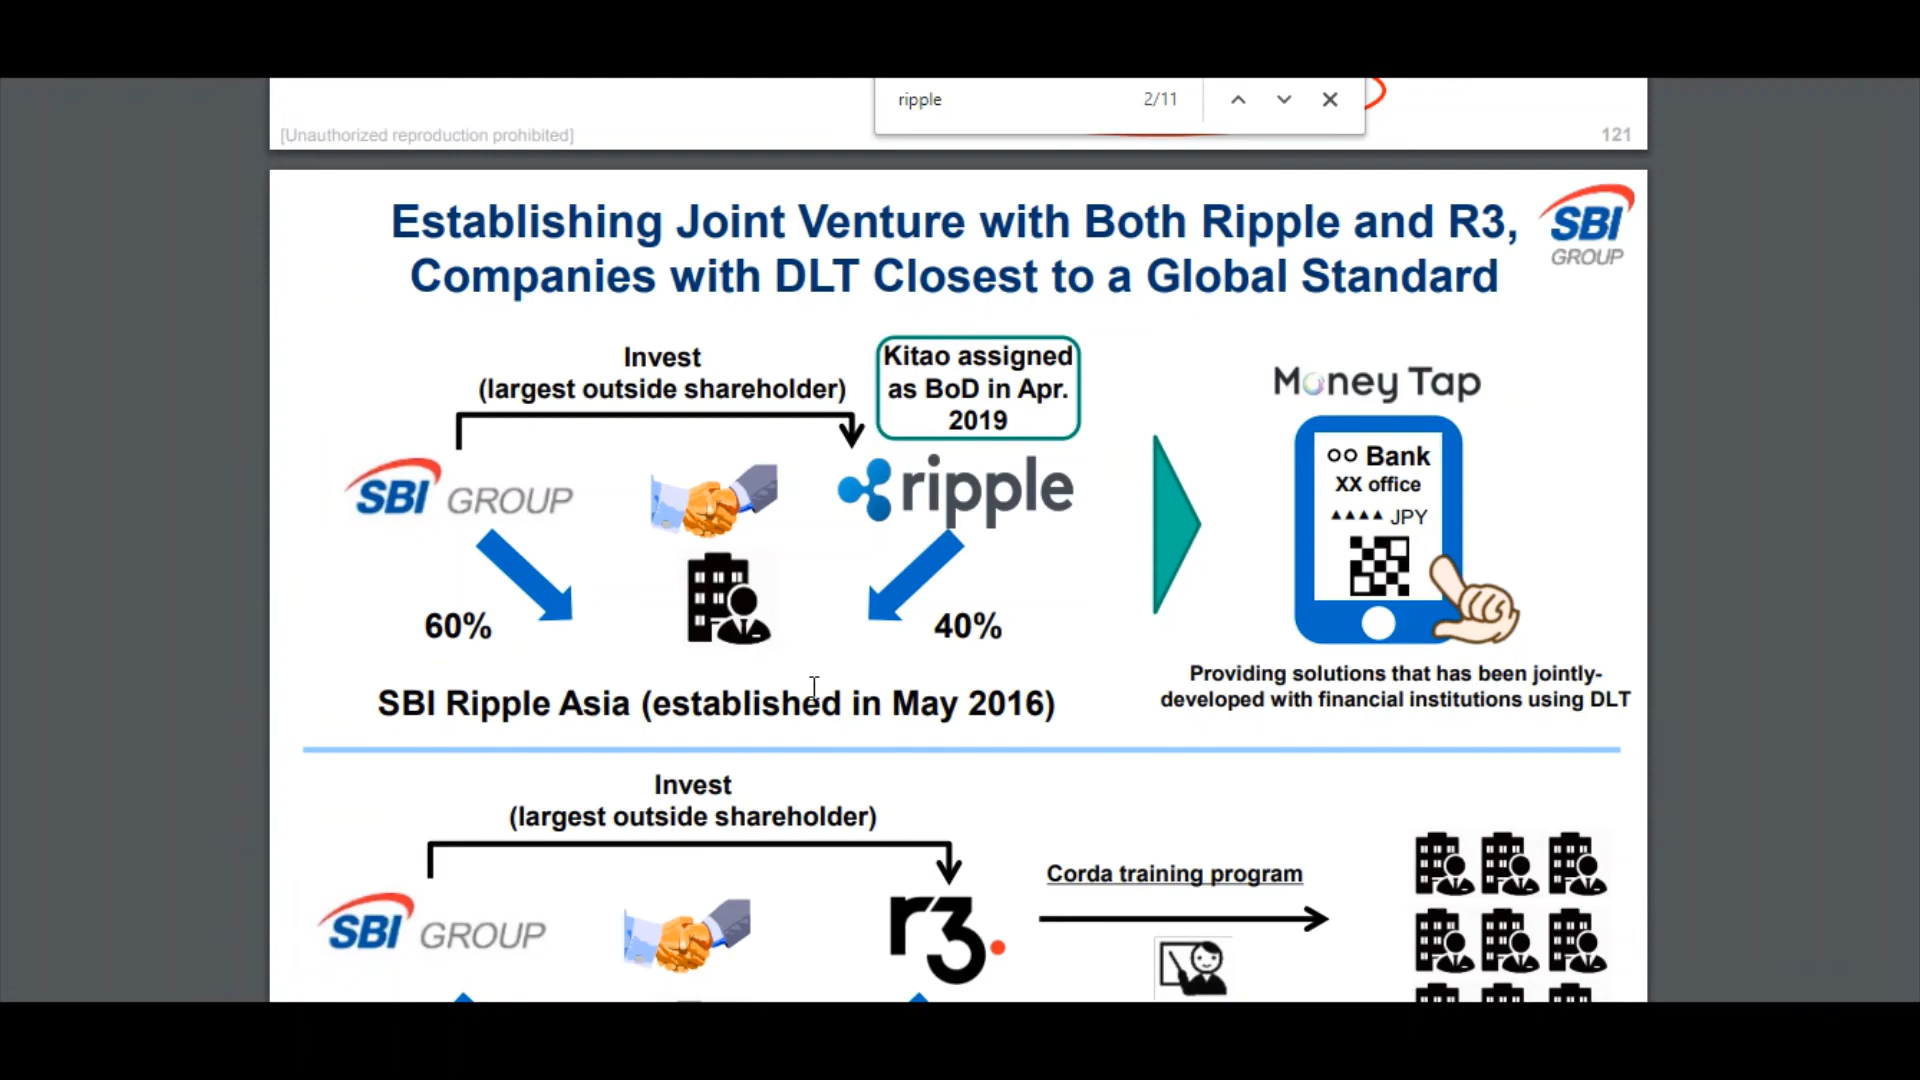 ripple 2/11
[Unauthorized reproduction prohibited] 121
Establishing Joint Venture with Both Ripple and R3,
Companies with DLT Closest to a Global Standard
SBI
GROUP
Invest
(largest outside shareholder)
Kitao assigned
as BoD in Apr.
2019
SBI GROUP
ripple
60%
40%
SBI Ripple Asia (established in May 2016)
Money Tap
○○ Bank
XX office
▲▲▲▲ JPY
Providing solutions that has been jointly-
developed with financial institutions using DLT
Invest
(largest outside shareholder)
SBI GROUP
r3.
Corda training program